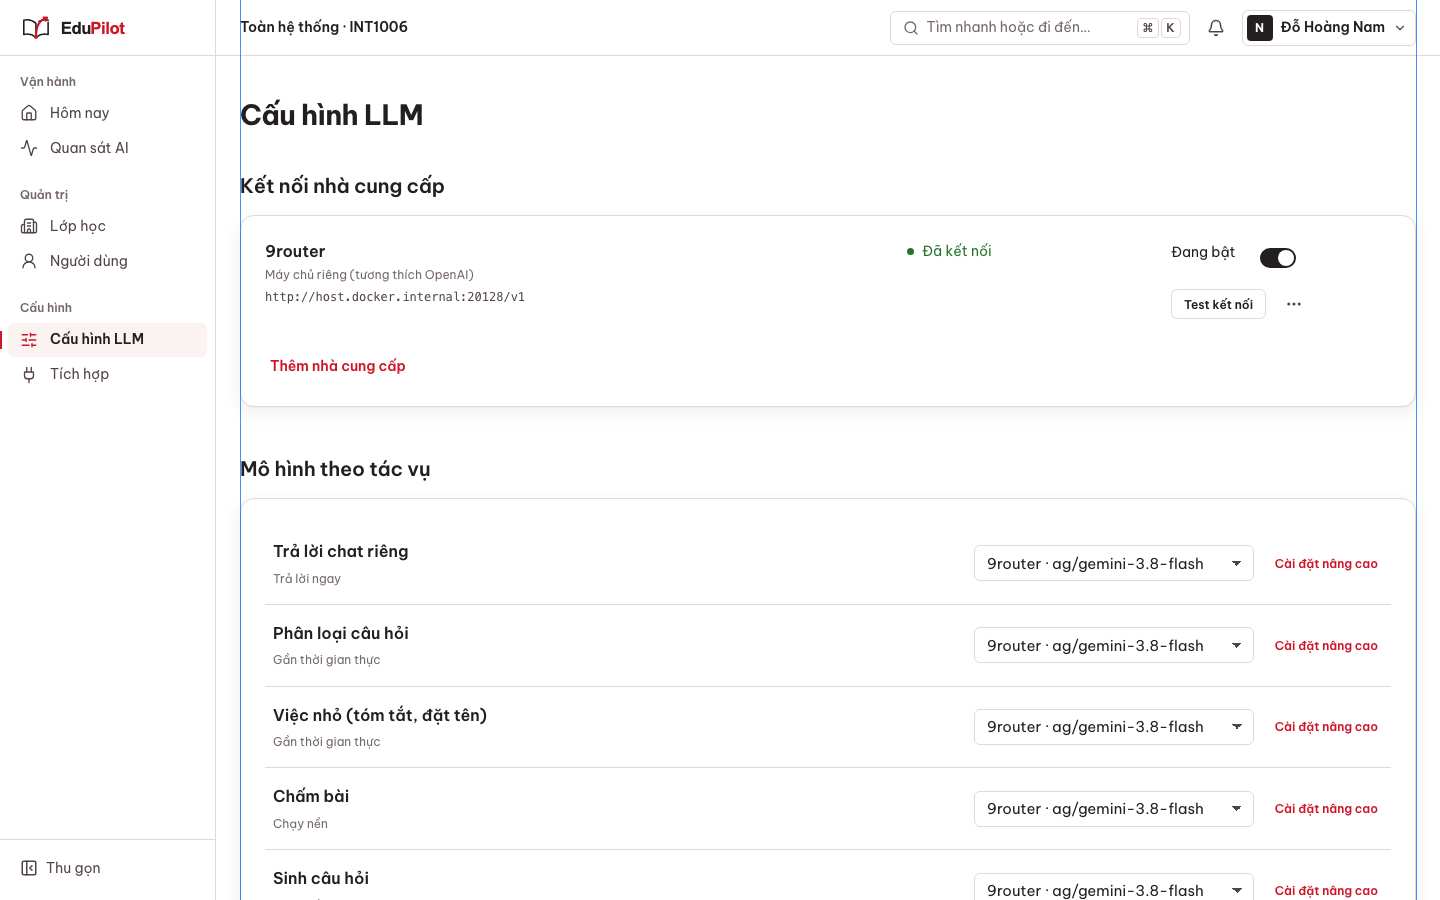 EduPilot
Toàn hệ thống · INT1006
Tìm nhanh hoặc đi đến...
⌘ K
N
Đỗ Hoàng Nam
Vận hành
Hôm nay
Quan sát AI
Quản trị
Lớp học
Người dùng
Cấu hình
Cấu hình LLM
Tích hợp
Thu gọn
Cấu hình LLM
Kết nối nhà cung cấp
9router
Máy chủ riêng (tương thích OpenAI)
http://host.docker.internal:20128/v1
Đã kết nối
Đang bật
Test kết nối
Thêm nhà cung cấp
Mô hình theo tác vụ
Trả lời chat riêng
Trả lời ngay
9router · ag/gemini-3.8-flash
Cài đặt nâng cao
Phân loại câu hỏi
Gần thời gian thực
9router · ag/gemini-3.8-flash
Cài đặt nâng cao
Việc nhỏ (tóm tắt, đặt tên)
Gần thời gian thực
9router · ag/gemini-3.8-flash
Cài đặt nâng cao
Chấm bài
Chạy nền
9router · ag/gemini-3.8-flash
Cài đặt nâng cao
Sinh câu hỏi
9router · ag/gemini-3.8-flash
Cài đặt nâng cao